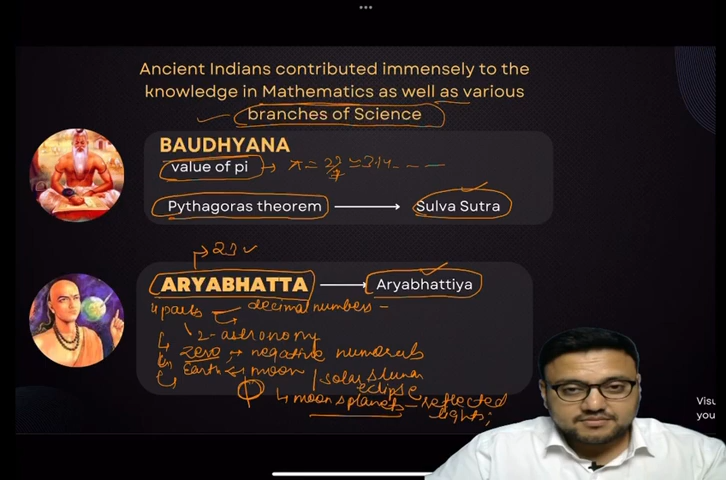 Ancient Indians contributed immensely to the
knowledge in Mathematics as well as various
branches of Science
BAUDHYANA
value of pi → π = 22/7 = 3.14 - - -
Pythagoras theorem → Sulva Sutra
→ 23 ✓
ARYABHATTA → Aryabhattiya
4 parts - decimal numbers -
2 - astronomy
zero → negative numerals
Earth moon / solar & lunar
eclipse
moon & planets - reflected
lights;
Visu
you